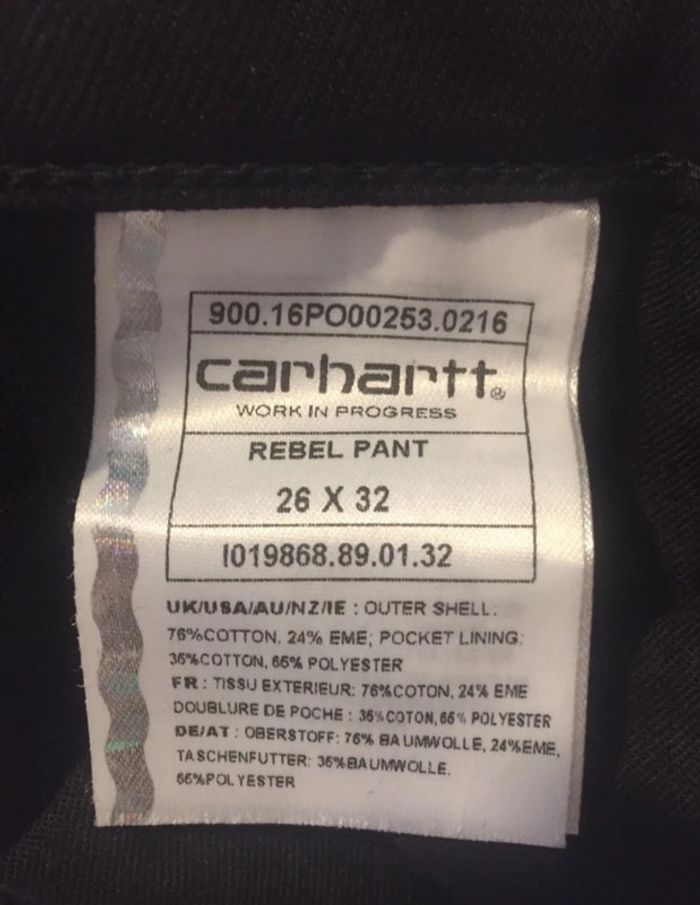 900.16PO00253.0216
carhartt®
WORK IN PROGRESS
REBEL PANT
26 X 32
I019868.89.01.32
UK/USA/AU/NZ/IE : OUTER SHELL:
76%COTTON. 24% EME; POCKET LINING:
35%COTTON, 65% POLYESTER
FR : TISSU EXTERIEUR: 76%COTON, 24% EME
DOUBLURE DE POCHE : 35%COTON,65% POLYESTER
DE/AT : OBERSTOFF: 76% BAUMWOLLE, 24%EME,
TASCHENFUTTER: 35%BAUMWOLLE,
65%POLYESTER